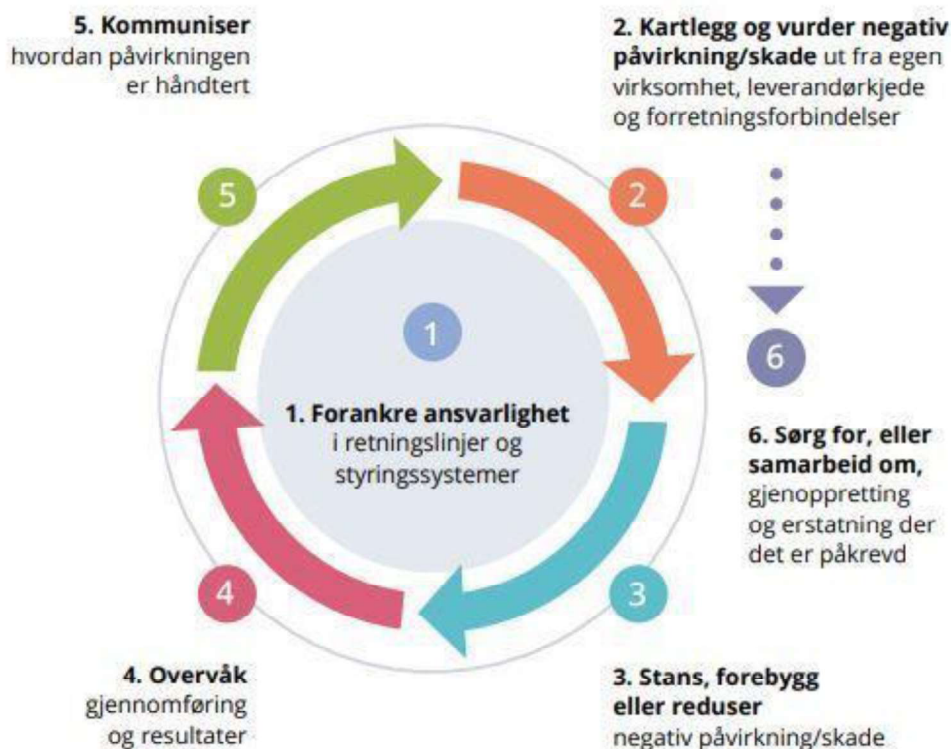 5. Kommuniser
hvordan påvirkningen
er håndtert
2. Kartlegg og vurder negativ
påvirkning/skade ut fra egen
virksomhet, leverandørkjede
og forretningsforbindelser
5
2
1
6
1. Forankre ansvarlighet
i retningslinjer og
styringssystemer
6. Sørg for, eller
samarbeid om,
gjenoppretting
og erstatning der
det er påkrevd
4
3
4. Overvåk
gjennomføring
og resultater
3. Stans, forebygg
eller reduser
negativ påvirkning/skade